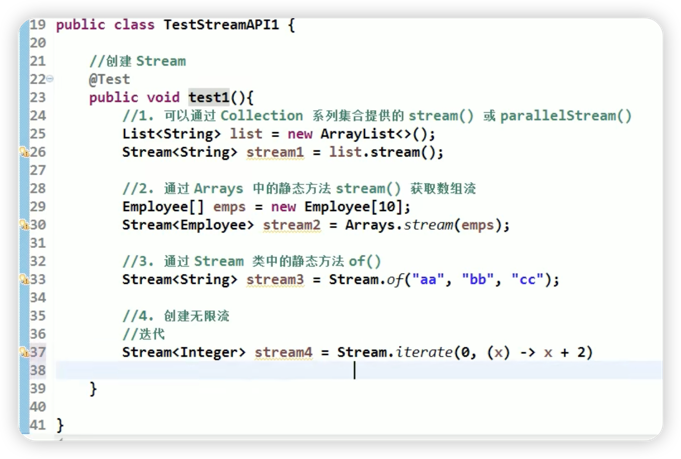 19 public class TestStreamAPI1 {
20
21 //创建 Stream
22 @Test
23 public void test1(){
24 //1. 可以通过 Collection 系列集合提供的 stream() 或 parallelStream()
25 List<String> list = new ArrayList<>();
26 Stream<String> stream1 = list.stream();
27
28 //2. 通过 Arrays 中的静态方法 stream() 获取数组流
29 Employee[] emps = new Employee[10];
30 Stream<Employee> stream2 = Arrays.stream(emps);
31
32 //3. 通过 Stream 类中的静态方法 of()
33 Stream<String> stream3 = Stream.of("aa", "bb", "cc");
34
35 //4. 创建无限流
36 //迭代
37 Stream<Integer> stream4 = Stream.iterate(0, (x) -> x + 2)
38
39 }
40
41 }